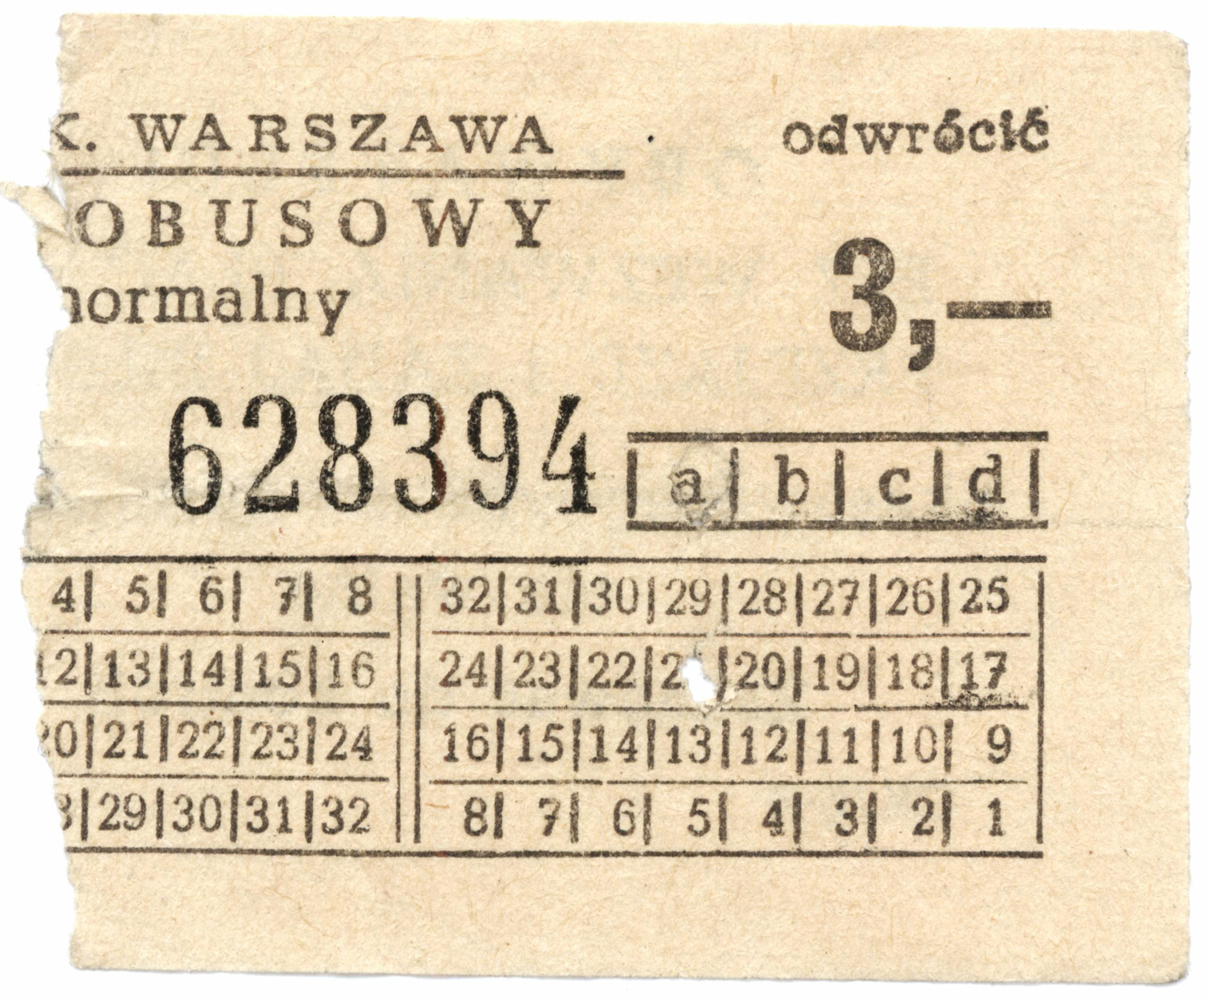 K. WARSZAWA odwrócić
OBUSOWY
normalny
3,—
628394
| a | b | c | d |
4| 5| 6| 7| 8 || 32|31|30|29|28|27|26|25 |
12|13|14|15|16 || 24|23|22|2 |20|19|18|17
20|21|22|23|24 || 16|15|14|13|12|11|10| 9
|29|30|31|32 || 8| 7| 6| 5| 4| 3| 2| 1 |